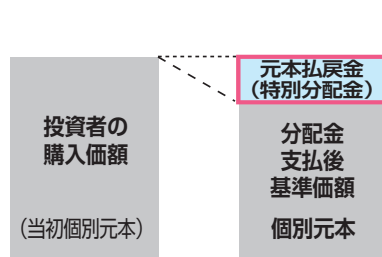 投資者の
購入価額
（当初個別元本）
元本払戻金
（特別分配金）
分配金
支払後
基準価額
個別元本